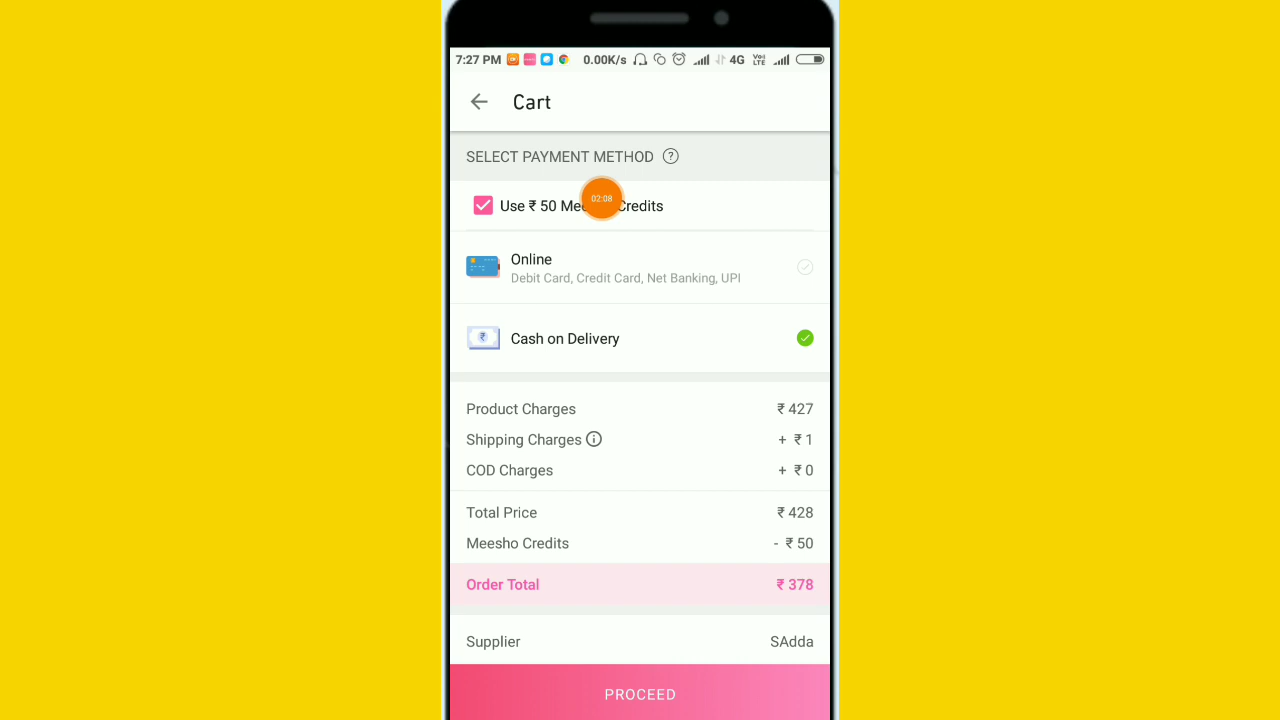 7:27 PM 0.00K/s 4G VoLTE
Cart
SELECT PAYMENT METHOD ?
02:08
Use ₹ 50 Mee Credits
Online
Debit Card, Credit Card, Net Banking, UPI
Cash on Delivery
Product Charges ₹ 427
Shipping Charges + ₹ 1
COD Charges + ₹ 0
Total Price ₹ 428
Meesho Credits - ₹ 50
Order Total ₹ 378
Supplier SAdda
PROCEED